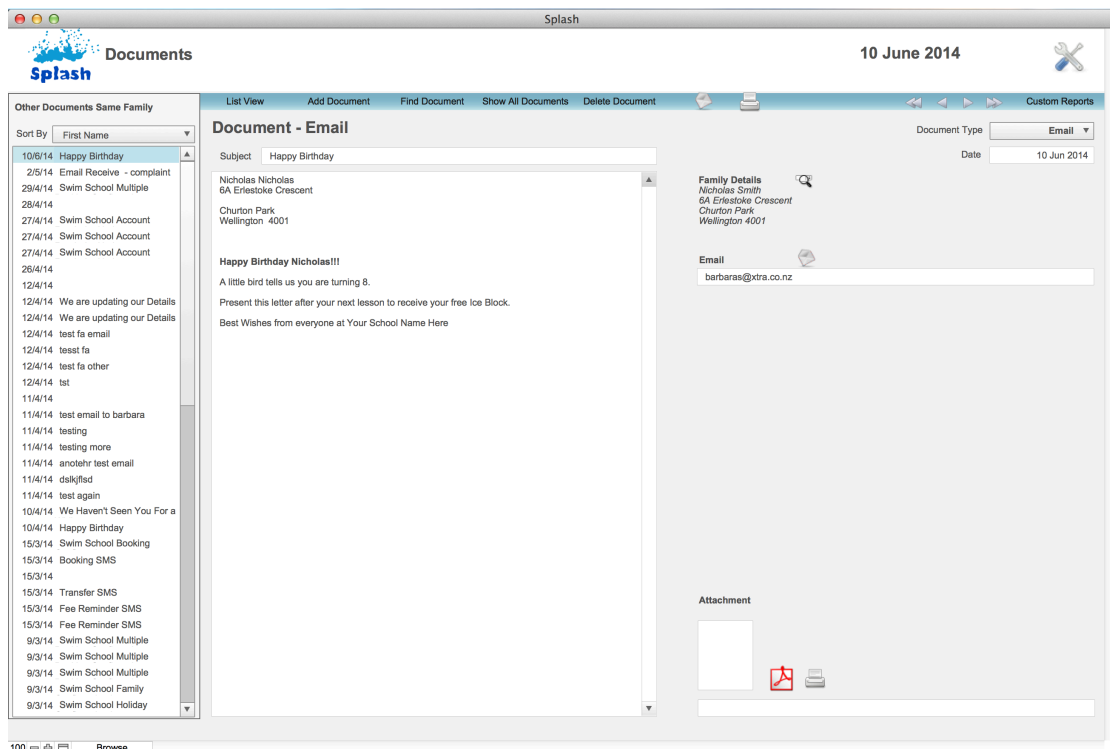 Splash
Documents
Splash
10 June 2014
Other Documents Same Family
List View Add Document Find Document Show All Documents Delete Document Custom Reports
Sort By First Name
Document - Email
Document Type Email
Subject Happy Birthday
Date 10 Jun 2014
10/6/14 Happy Birthday
2/5/14 Email Receive - complaint
29/4/14 Swim School Multiple
28/4/14
27/4/14 Swim School Account
27/4/14 Swim School Account
27/4/14 Swim School Account
26/4/14
12/4/14
12/4/14 We are updating our Details
12/4/14 We are updating our Details
12/4/14 test fa email
12/4/14 tesst fa
12/4/14 test fa other
12/4/14 tst
11/4/14
11/4/14 test email to barbara
11/4/14 testing
11/4/14 testing more
11/4/14 anotehr test email
11/4/14 dslkjflsd
11/4/14 test again
10/4/14 We Haven't Seen You For a
10/4/14 Happy Birthday
15/3/14 Swim School Booking
15/3/14 Booking SMS
15/3/14
15/3/14 Transfer SMS
15/3/14 Fee Reminder SMS
15/3/14 Fee Reminder SMS
9/3/14 Swim School Multiple
9/3/14 Swim School Multiple
9/3/14 Swim School Multiple
9/3/14 Swim School Family
9/3/14 Swim School Holiday
Nicholas Nicholas
6A Erlestoke Crescent
Churton Park
Wellington 4001
Happy Birthday Nicholas!!!
A little bird tells us you are turning 8.
Present this letter after your next lesson to receive your free Ice Block.
Best Wishes from everyone at Your School Name Here
Family Details
Nicholas Smith
6A Erlestoke Crescent
Churton Park
Wellington 4001
Email
barbaras@xtra.co.nz
Attachment
100 Browse